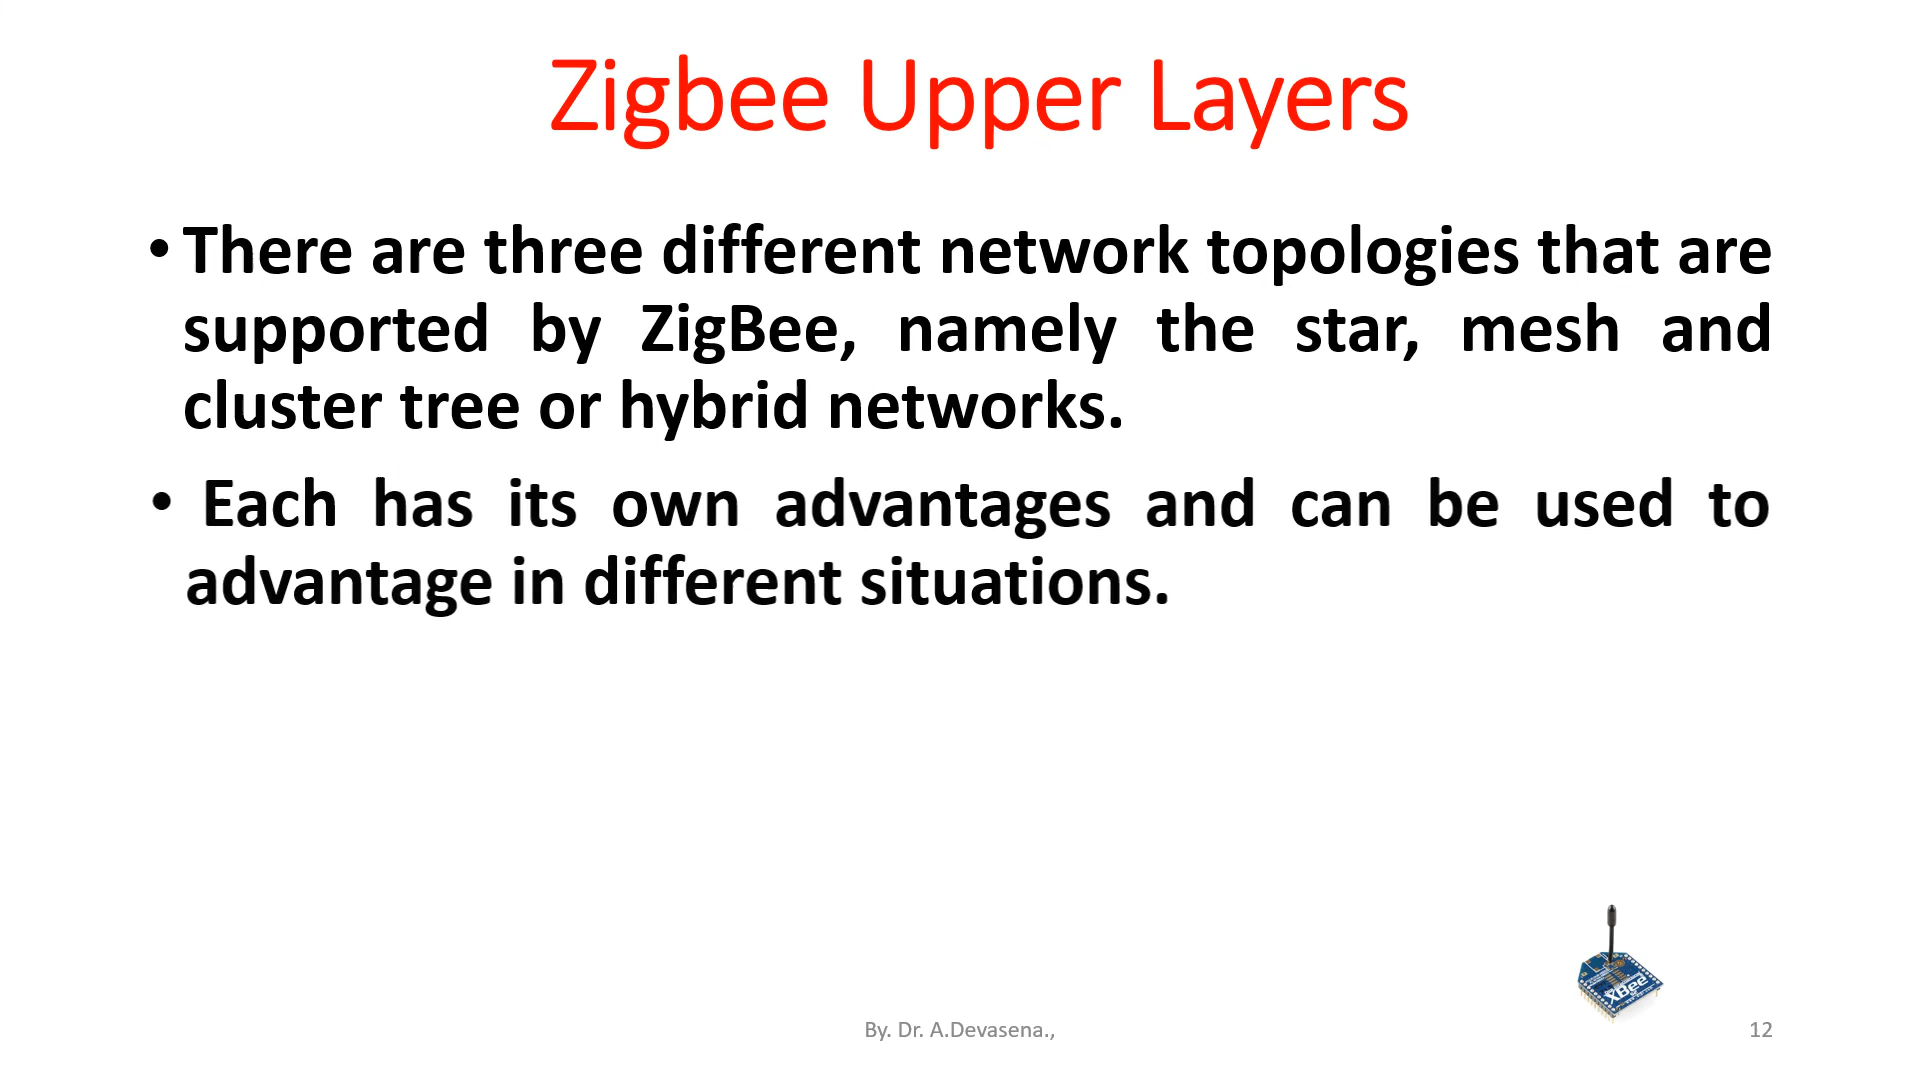 Zigbee Upper Layers
• There are three different network topologies that are
supported by ZigBee, namely the star, mesh and
cluster tree or hybrid networks.
• Each has its own advantages and can be used to
advantage in different situations.
XBee
By. Dr. A.Devasena.,
12